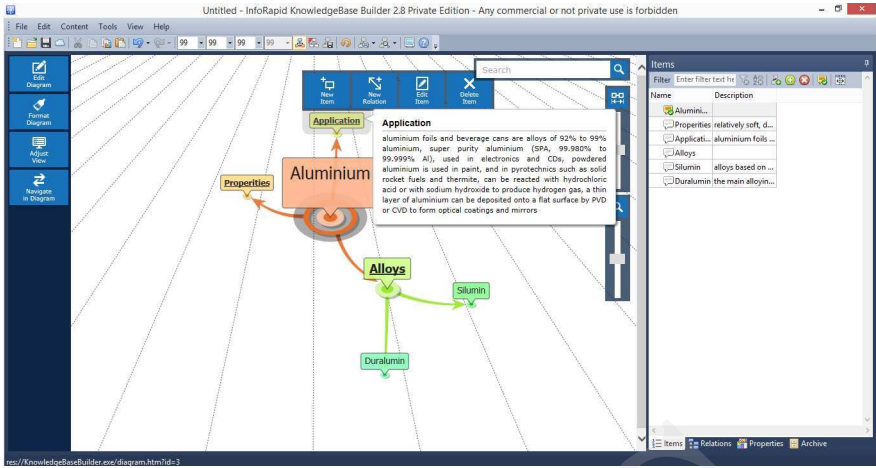 Untitled - InfoRapid KnowledgeBase Builder 2.8 Private Edition - Any commercial or not private use is forbidden
File Edit Content Tools View Help
99 99 99 99
Edit
Diagram
Format
Diagram
Adjust
View
Navigate
in Diagram
Search
New
Item
New
Relation
Edit
Item
Delete
Item
Application
Application
aluminium foils and beverage cans are alloys of 92% to 99%
aluminium, super purity aluminium (SPA, 99.980% to
99.999% Al), used in electronics and CDs, powdered
aluminium is used in paint, and in pyrotechnics such as solid
rocket fuels and thermite, can be reacted with hydrochloric
acid or with sodium hydroxide to produce hydrogen gas, a thin
layer of aluminium can be deposited onto a flat surface by PVD
or CVD to form optical coatings and mirrors
Aluminium
Properities
Alloys
Silumin
Duralumin
Items
Filter Enter filter text he
Name Description
Alumini...
Properities relatively soft, d...
Applicati... aluminium foils ...
Alloys
Silumin alloys based on ...
Duralumin the main alloyin...
Items Relations Properties Archive
res://KnowledgeBaseBuilder.exe/diagram.htm?id=3